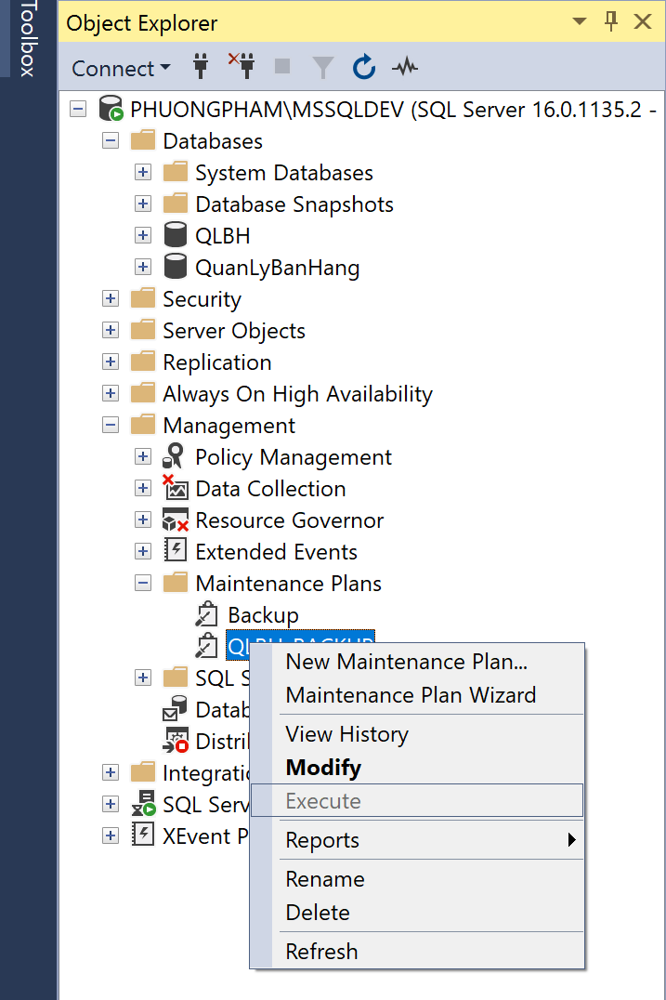 Toolbox
Object Explorer
Connect
PHUONGPHAM\MSSQLDEV (SQL Server 16.0.1135.2 -
Databases
System Databases
Database Snapshots
QLBH
QuanLyBanHang
Security
Server Objects
Replication
Always On High Availability
Management
Policy Management
Data Collection
Resource Governor
Extended Events
Maintenance Plans
Backup
QLBH_BACKUP
SQL S
Datab
Distri
Integratio
SQL Serv
XEvent P
New Maintenance Plan...
Maintenance Plan Wizard
View History
Modify
Execute
Reports
Rename
Delete
Refresh